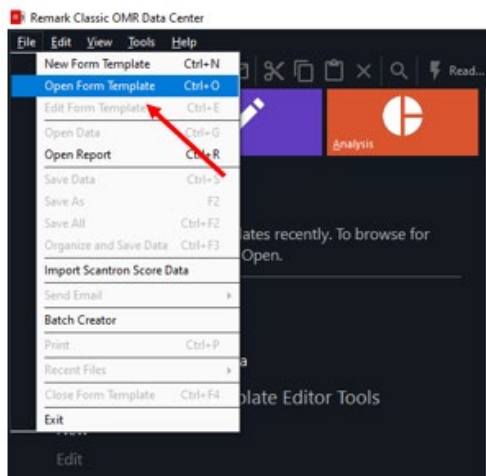 Remark Classic OMR Data Center
File Edit View Tools Help
New Form Template Ctrl+N
Open Form Template Ctrl+O
Edit Form Template Ctrl+E
Open Data Ctrl+G
Open Report Ctrl+R
Save Data Ctrl+S
Save As F2
Save All Ctrl+F2
Organize and Save Data Ctrl+F3
Import Scantron Score Data
Send Email
Batch Creator
Print Ctrl+P
Recent Files
Close Form Template Ctrl+F4
Exit
Read...
Analysis
lates recently. To browse for
Open.
a
plate Editor Tools
Edit